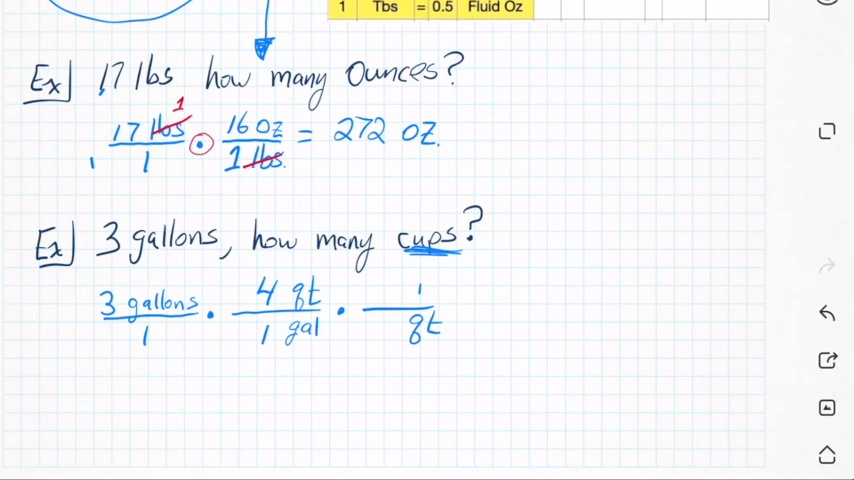 1 Tbs = 0.5 Fluid Oz
Ex] 17 lbs how many Ounces?
17 lbs/1 1 · 16 oz/1 lbs. = 272 oz.
Ex] 3 gallons, how many cups?
3 gallons/1 · 4 qt/1 gal · 1/qt